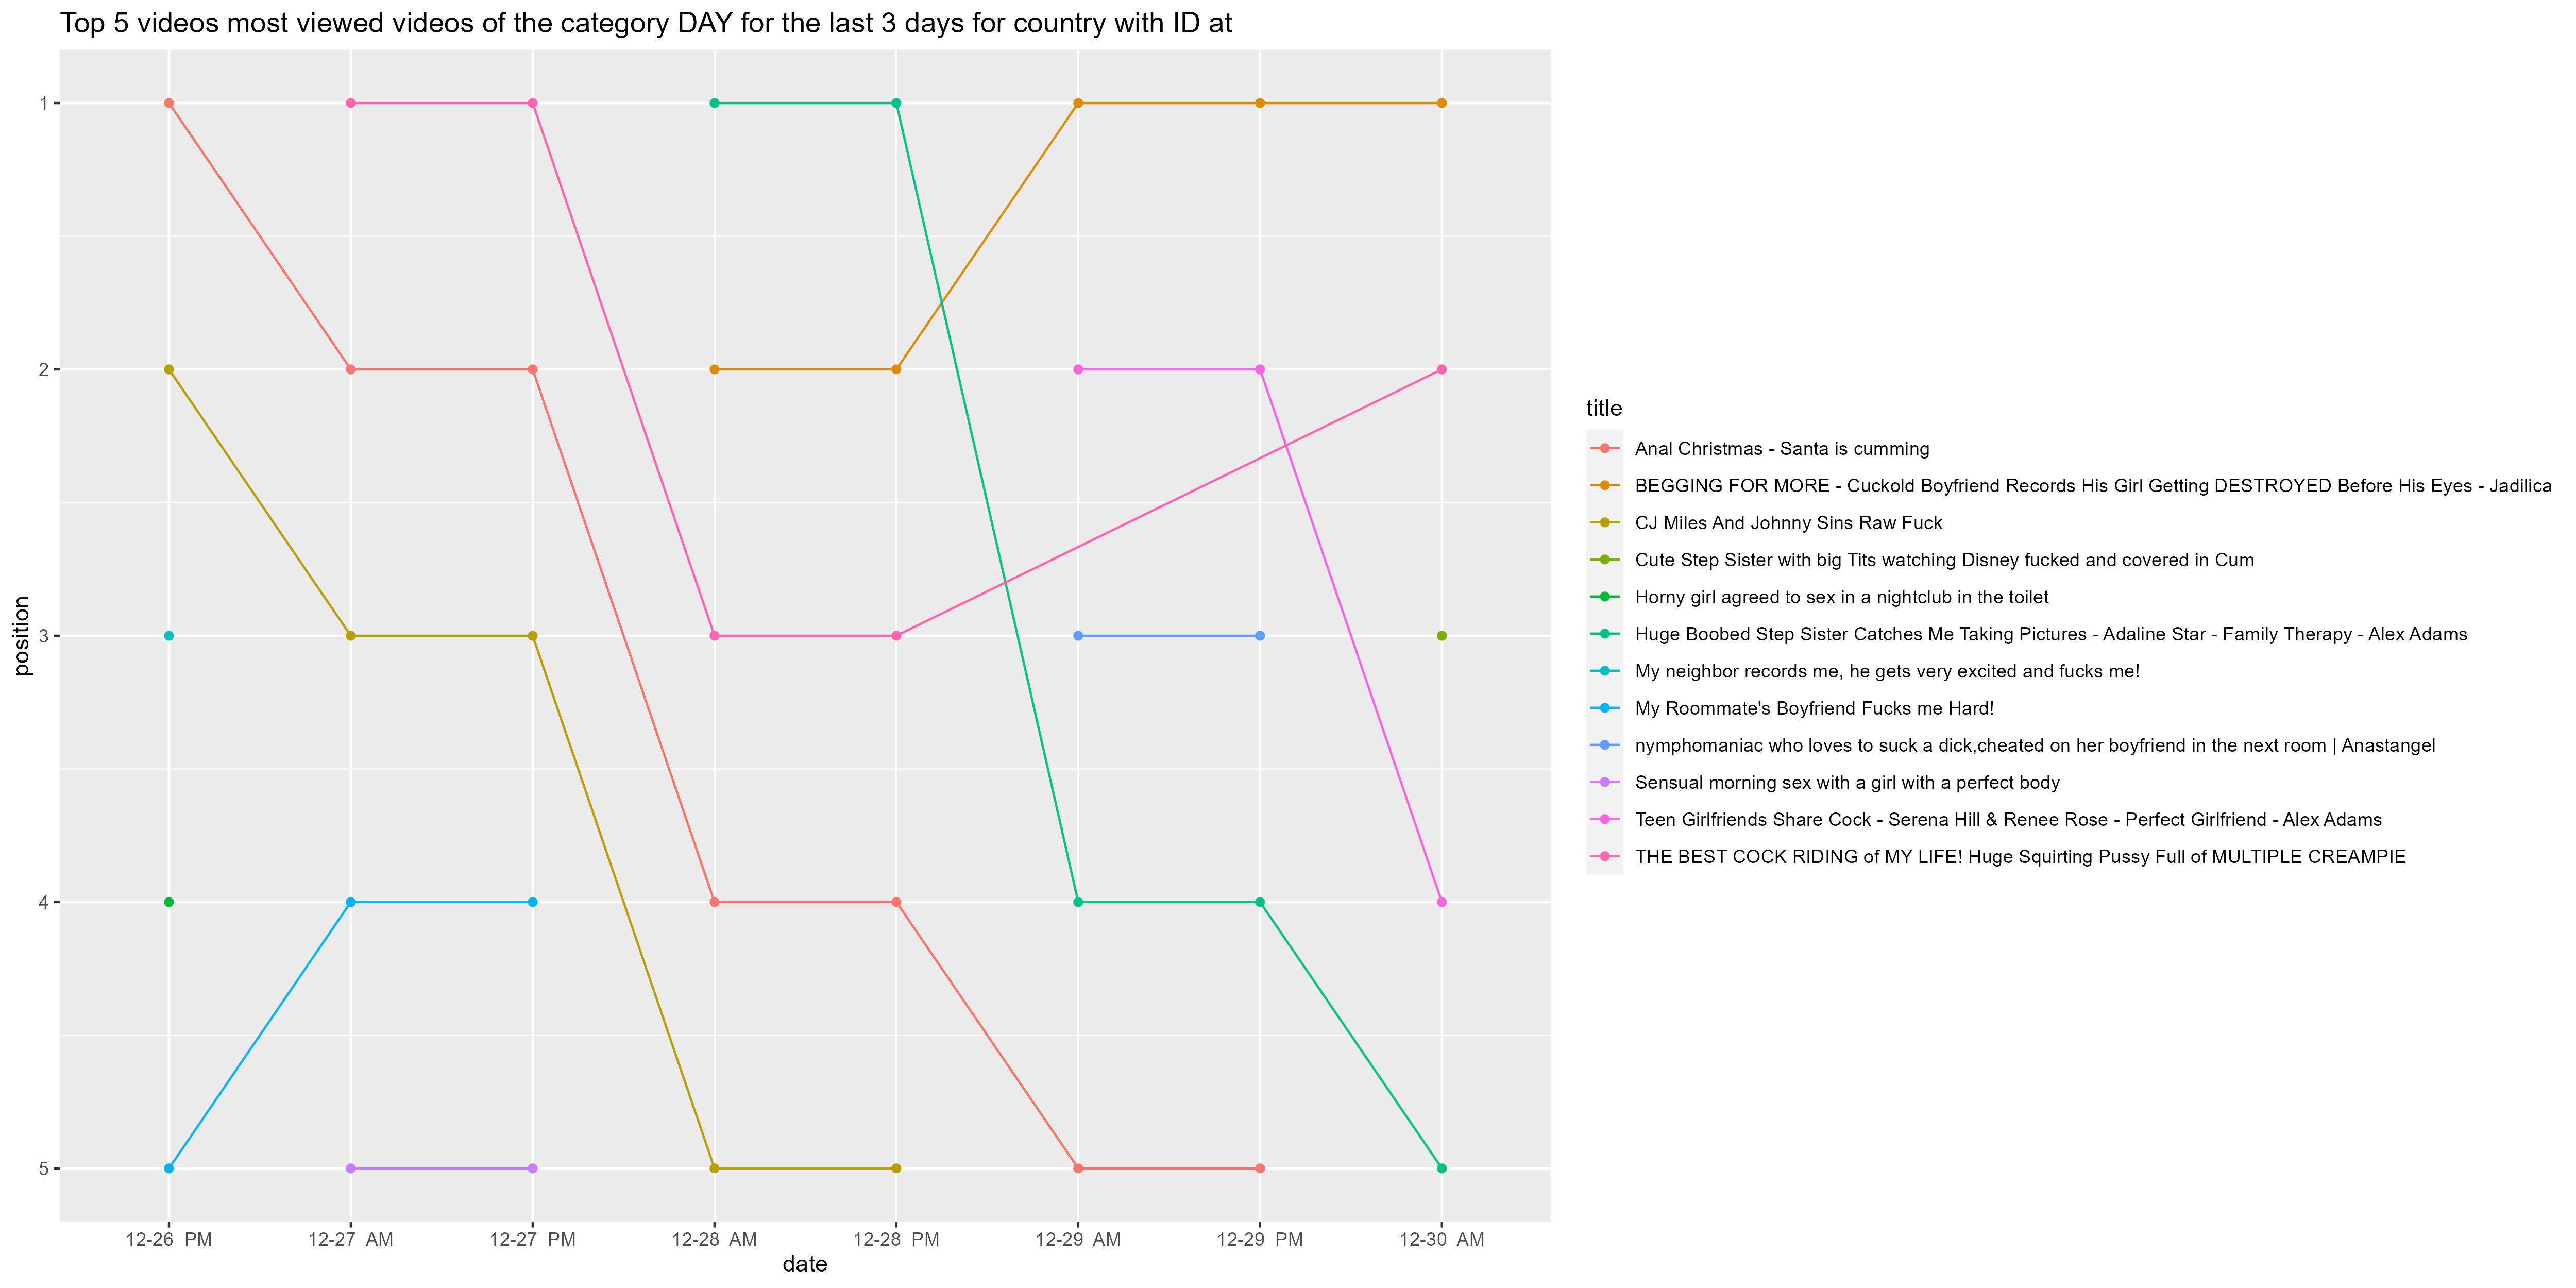 Top 5 videos most viewed videos of the category DAY for the last 3 days for country with ID at
position
1
2
3
4
5
12-26 PM
12-27 AM
12-27 PM
12-28 AM
12-28 PM
12-29 AM
12-29 PM
12-30 AM
date
title
Anal Christmas - Santa is cumming
BEGGING FOR MORE - Cuckold Boyfriend Records His Girl Getting DESTROYED Before His Eyes - Jadilica
CJ Miles And Johnny Sins Raw Fuck
Cute Step Sister with big Tits watching Disney fucked and covered in Cum
Horny girl agreed to sex in a nightclub in the toilet
Huge Boobed Step Sister Catches Me Taking Pictures - Adaline Star - Family Therapy - Alex Adams
My neighbor records me, he gets very excited and fucks me!
My Roommate's Boyfriend Fucks me Hard!
nymphomaniac who loves to suck a dick,cheated on her boyfriend in the next room | Anastangel
Sensual morning sex with a girl with a perfect body
Teen Girlfriends Share Cock - Serena Hill & Renee Rose - Perfect Girlfriend - Alex Adams
THE BEST COCK RIDING of MY LIFE! Huge Squirting Pussy Full of MULTIPLE CREAMPIE